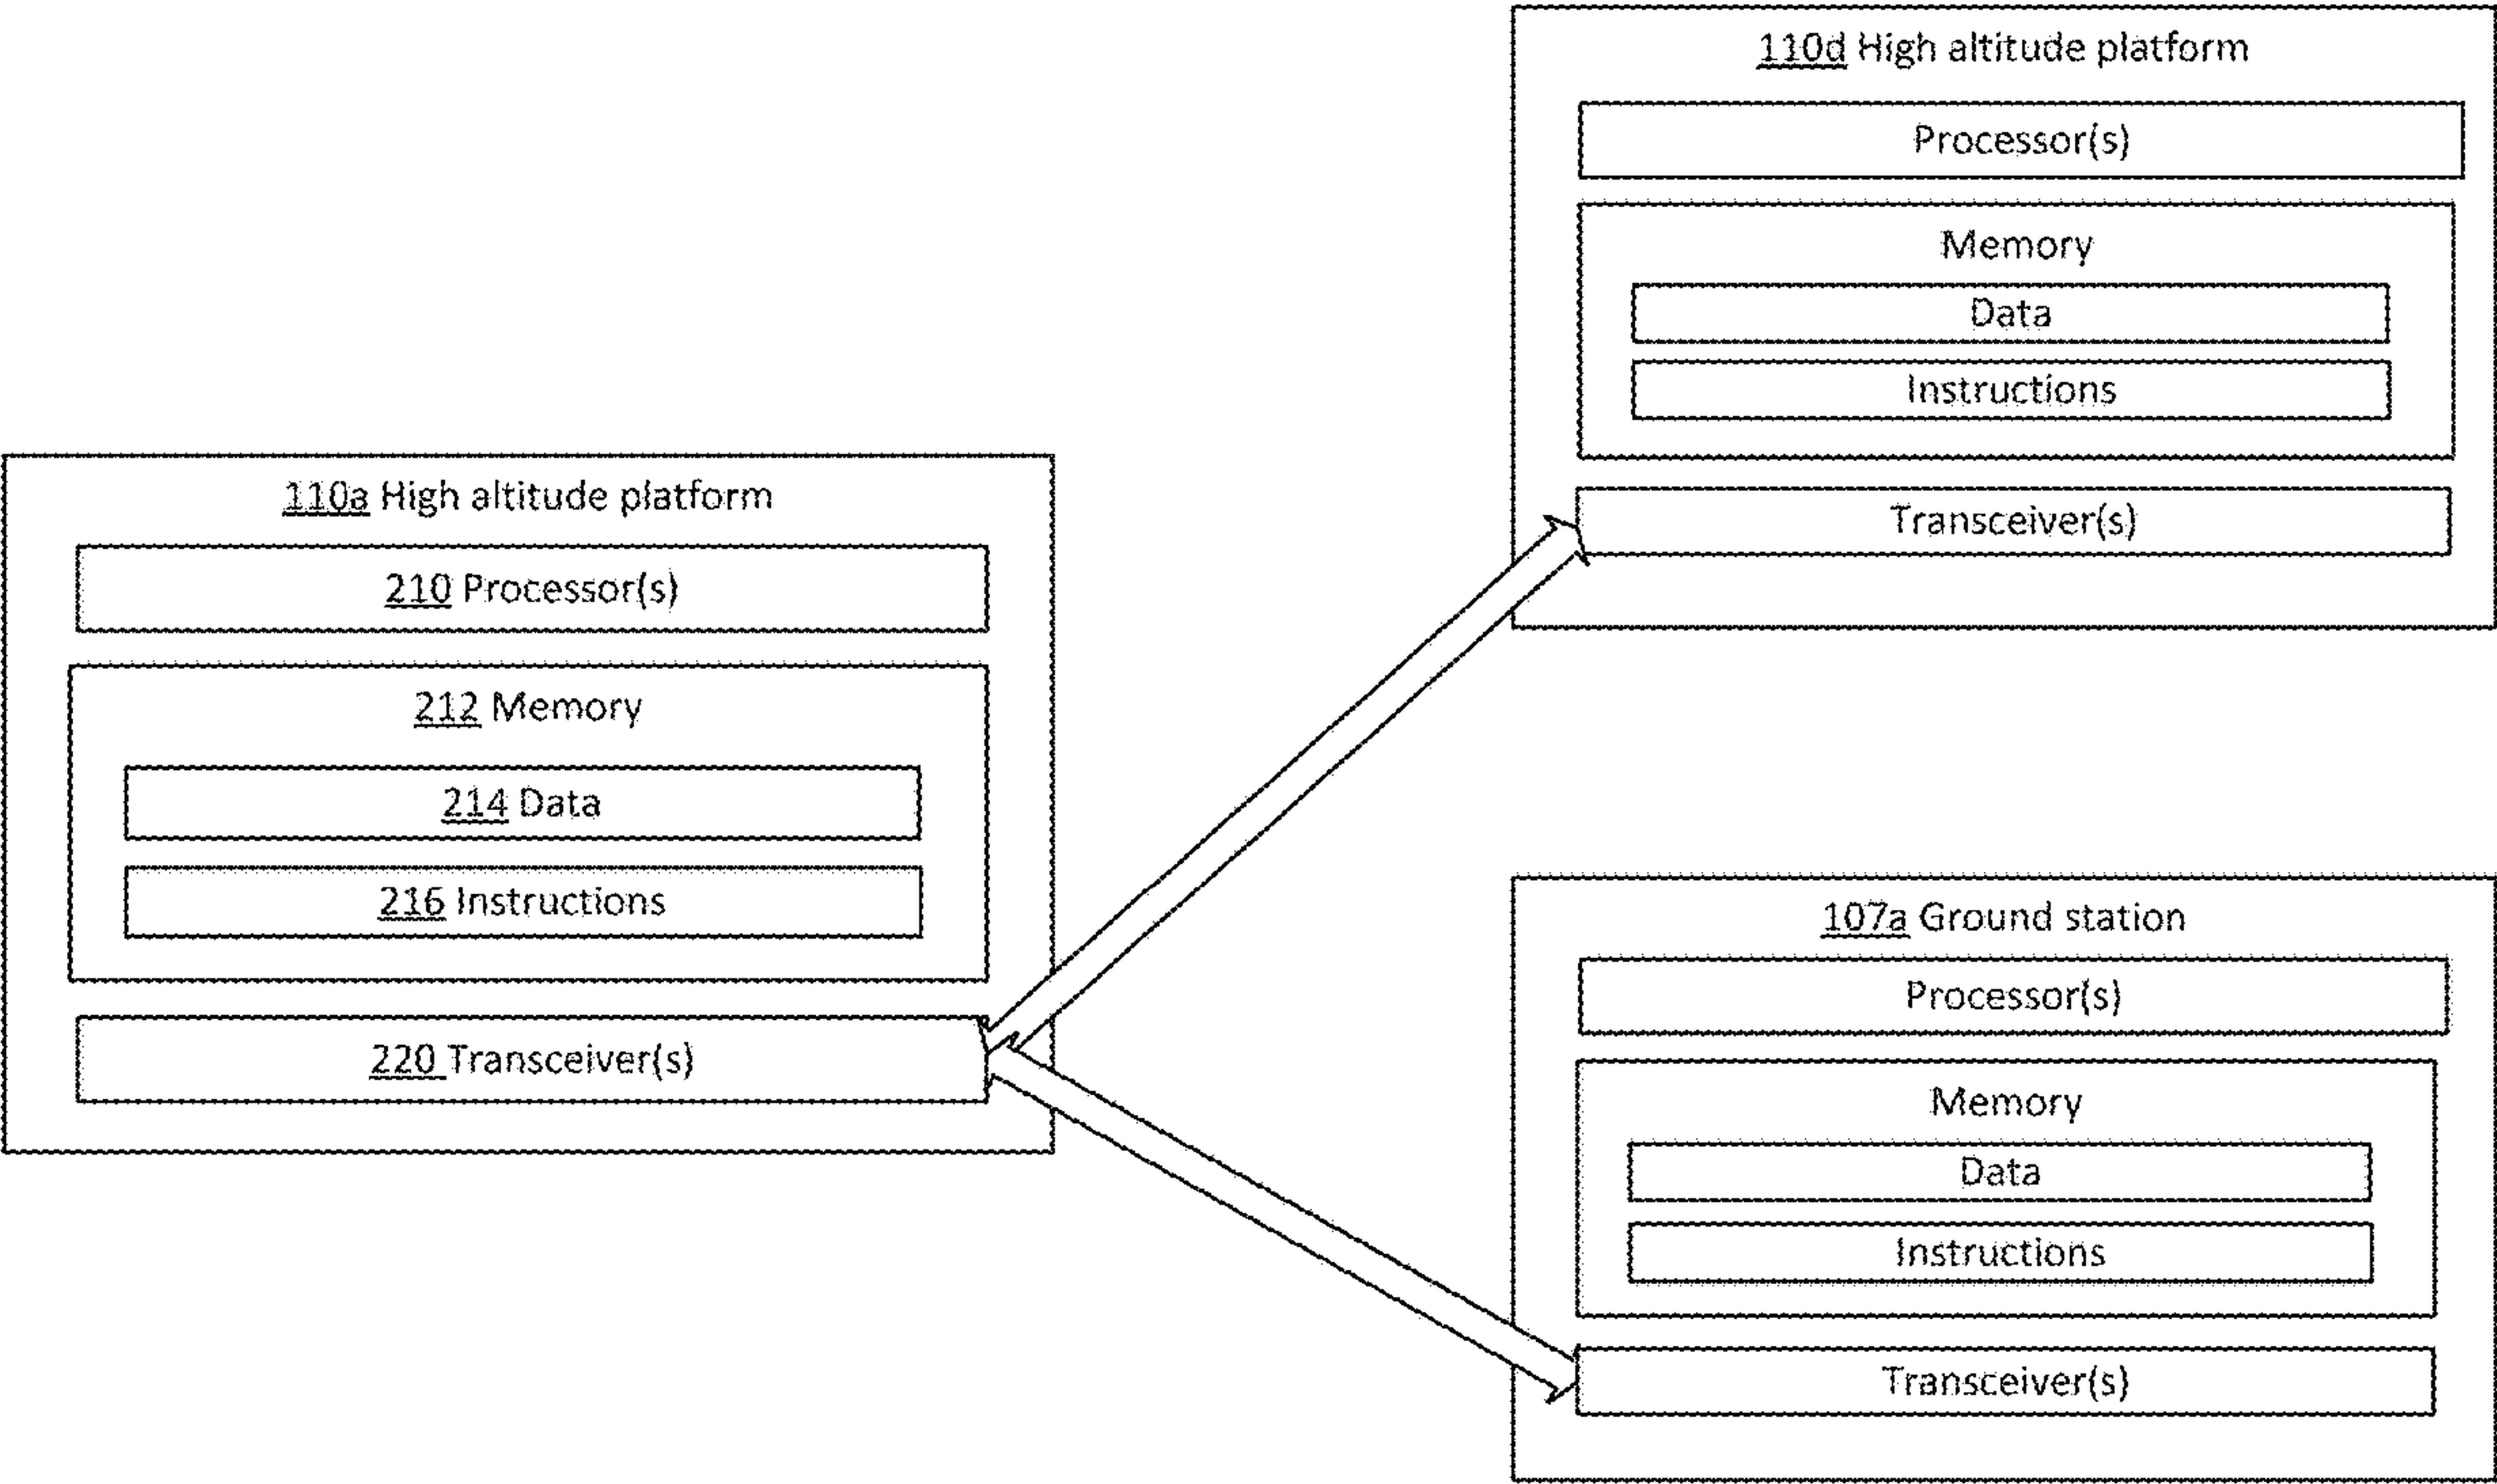 110d High altitude platform
Processor(s)
Memory
Data
Instructions
Transceiver(s)
110a High altitude platform
210 Processor(s)
212 Memory
214 Data
216 Instructions
220 Transceiver(s)
107a Ground station
Processor(s)
Memory
Data
Instructions
Transceiver(s)